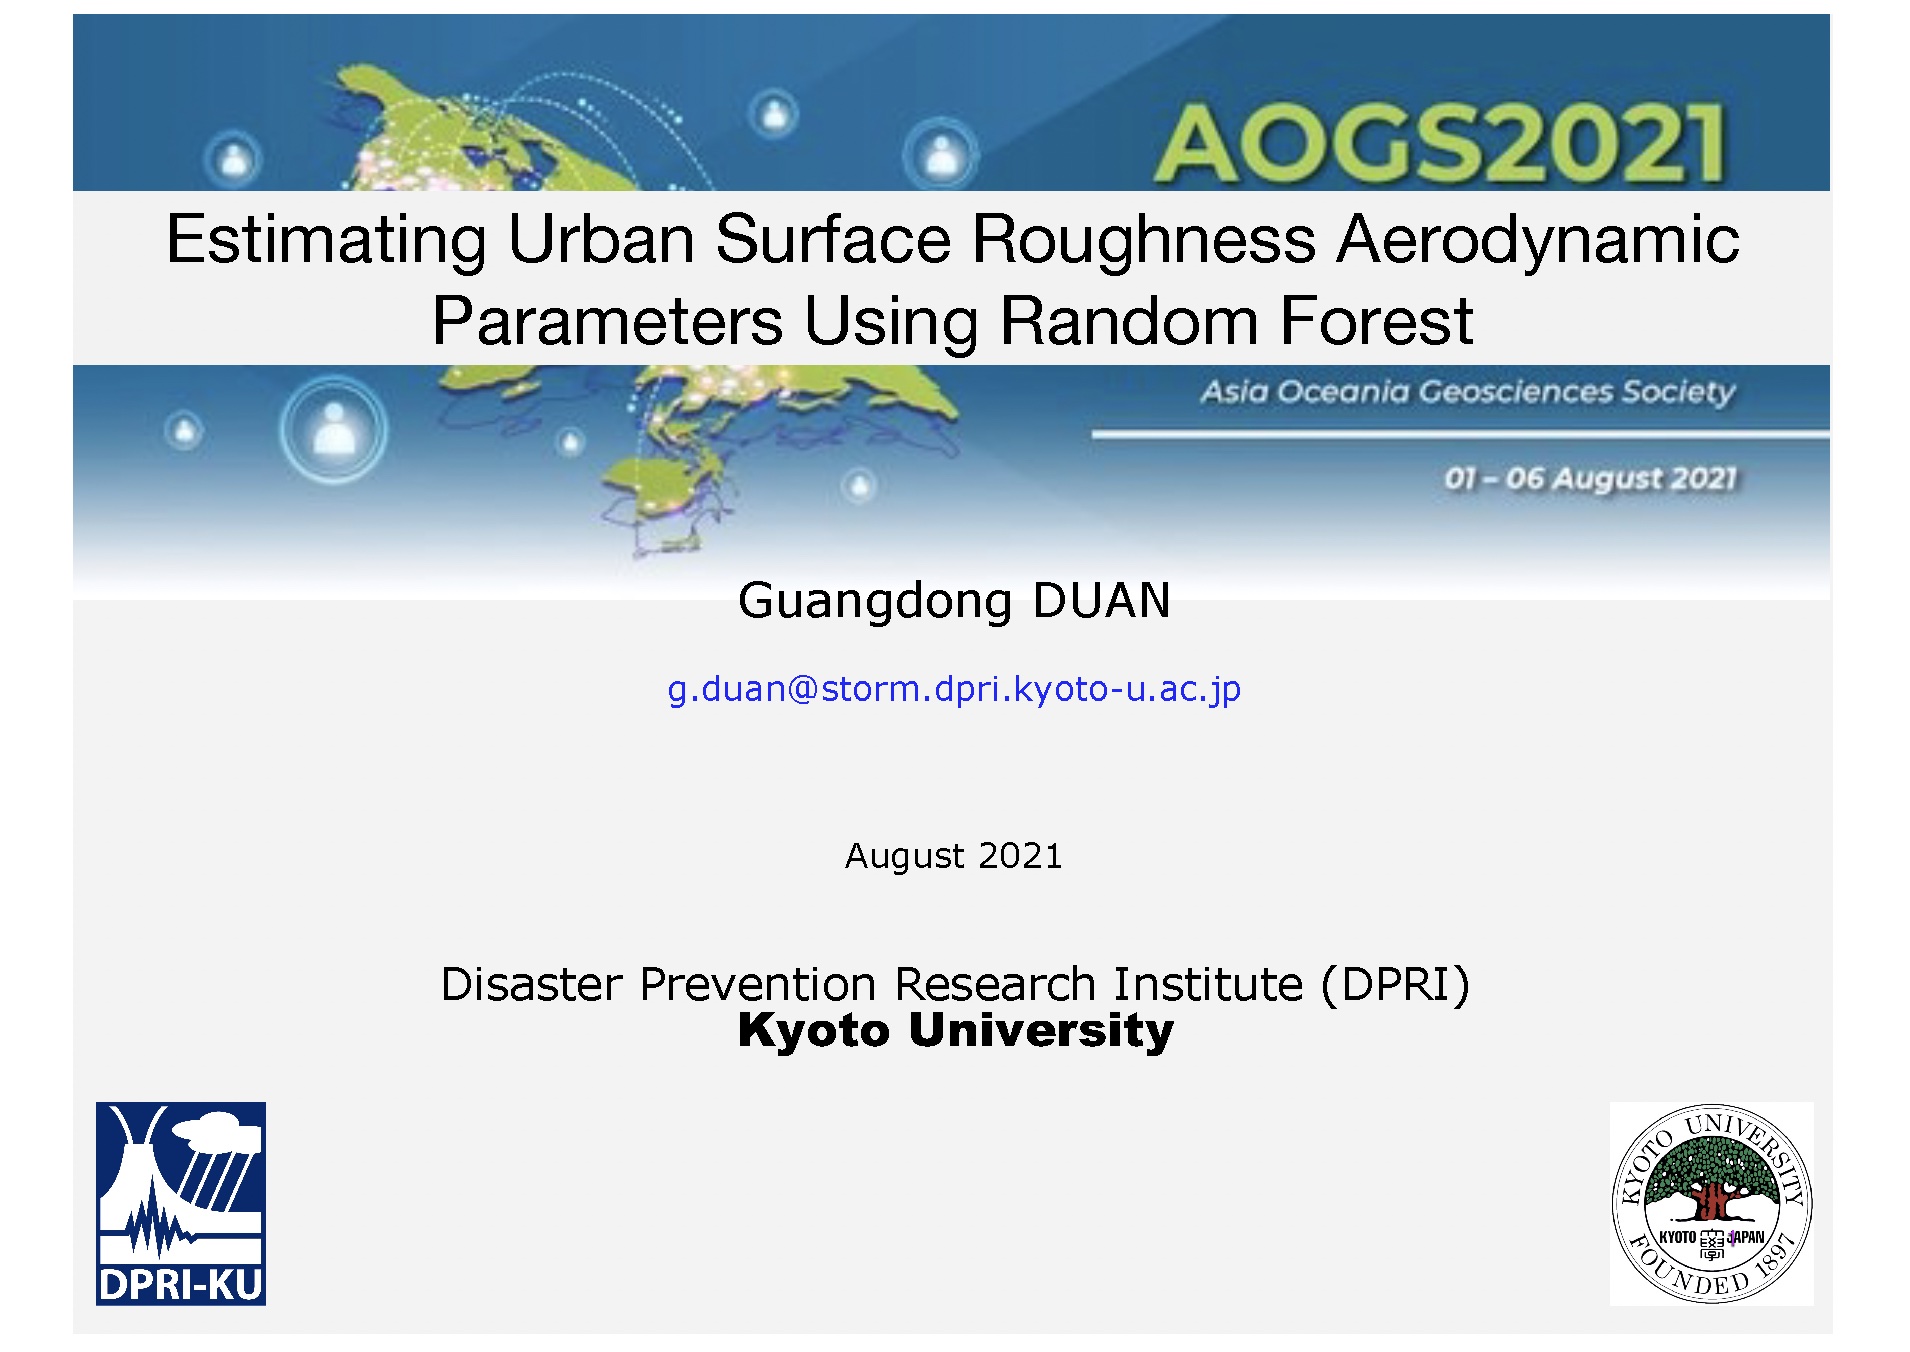 AOGS2021
Estimating Urban Surface Roughness Aerodynamic
Parameters Using Random Forest
Asia Oceania Geosciences Society
01 – 06 August 2021
Guangdong DUAN
g.duan@storm.dpri.kyoto-u.ac.jp
August 2021
Disaster Prevention Research Institute (DPRI)
Kyoto University
DPRI-KU
KYOTO UNIVERSITY
KYOTO JAPAN
FOUNDED 1897